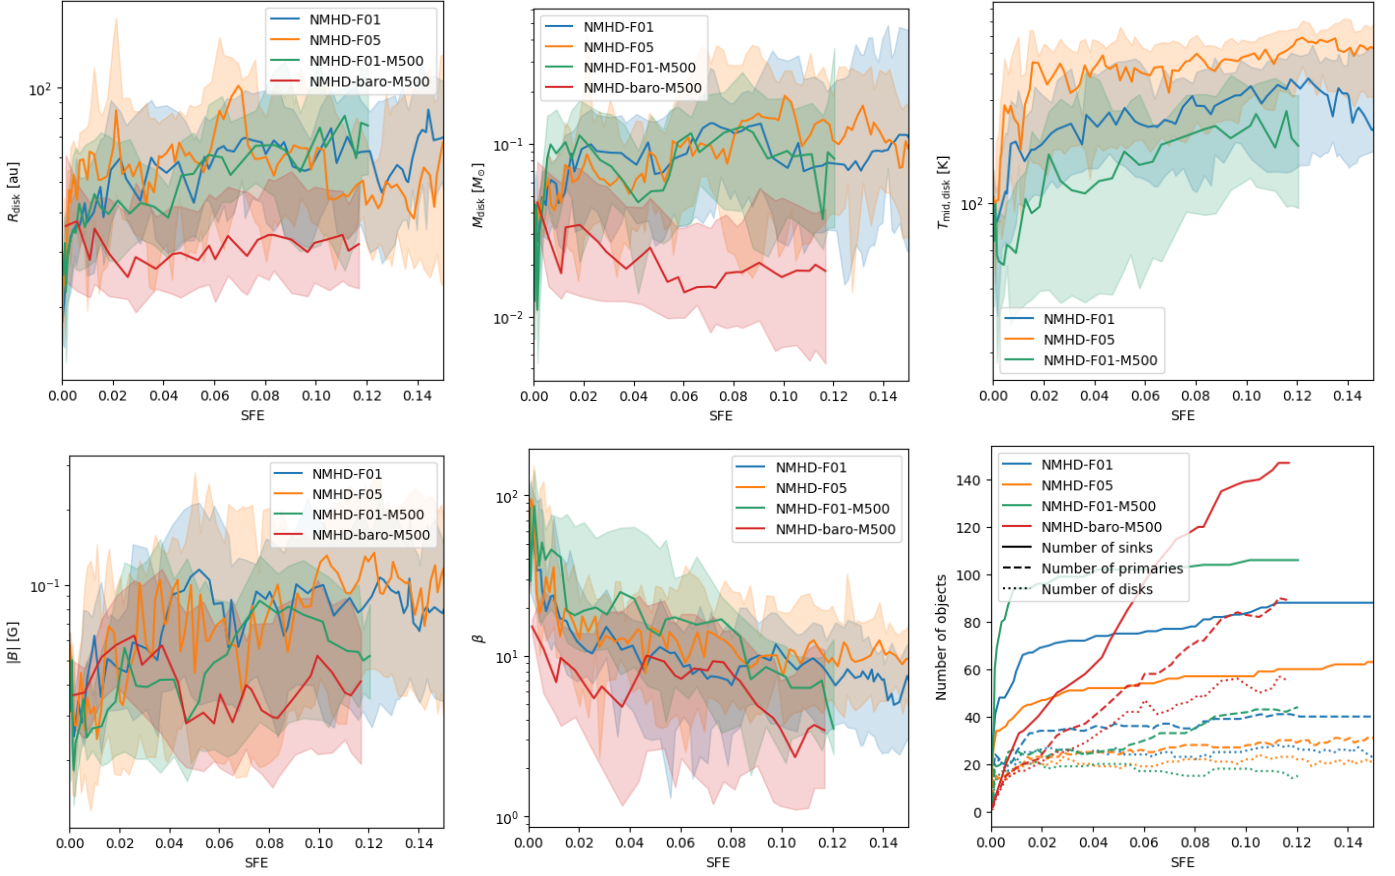 NMHD-F01
NMHD-F05
NMHD-F01-M500
NMHD-baro-M500
10²
R_disk [au]
0.00 0.02 0.04 0.06 0.08 0.10 0.12 0.14
SFE
NMHD-F01
NMHD-F05
NMHD-F01-M500
NMHD-baro-M500
10⁻¹
10⁻²
M_disk [M_⊙]
0.00 0.02 0.04 0.06 0.08 0.10 0.12 0.14
SFE
10²
T_mid,disk [K]
NMHD-F01
NMHD-F05
NMHD-F01-M500
0.00 0.02 0.04 0.06 0.08 0.10 0.12 0.14
SFE
NMHD-F01
NMHD-F05
NMHD-F01-M500
NMHD-baro-M500
10⁻¹
|B| [G]
0.00 0.02 0.04 0.06 0.08 0.10 0.12 0.14
SFE
NMHD-F01
NMHD-F05
NMHD-F01-M500
NMHD-baro-M500
10²
10¹
10⁰
β
0.00 0.02 0.04 0.06 0.08 0.10 0.12 0.14
SFE
NMHD-F01
NMHD-F05
NMHD-F01-M500
NMHD-baro-M500
Number of sinks
Number of primaries
Number of disks
140
120
100
80
60
40
20
0
Number of objects
0.00 0.02 0.04 0.06 0.08 0.10 0.12 0.14
SFE